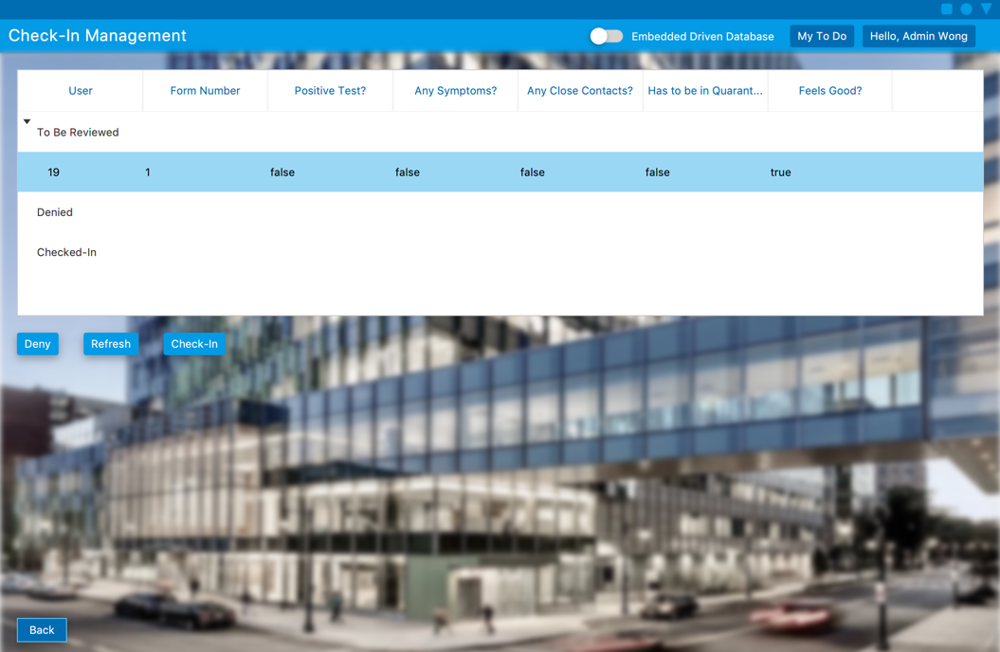 Check-In Management
Embedded Driven Database
My To Do
Hello, Admin Wong
User Form Number Positive Test? Any Symptoms? Any Close Contacts? Has to be in Quarant... Feels Good?
To Be Reviewed
19 1 false false false false true
Denied
Checked-In
Deny Refresh Check-In
Back